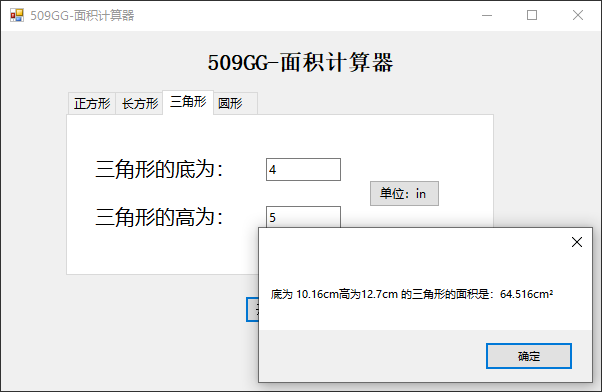 509GG-面积计算器
509GG-面积计算器
正方形 长方形 三角形 圆形
三角形的底为： 4
单位：in
三角形的高为： 5
底为 10.16cm高为12.7cm 的三角形的面积是：64.516cm²
确定